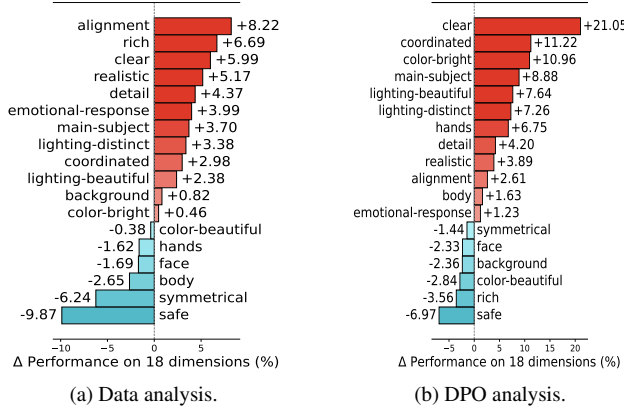 alignment +8.22
rich +6.69
clear +5.99
realistic +5.17
detail +4.37
emotional-response +3.99
main-subject +3.70
lighting-distinct +3.38
coordinated +2.98
lighting-beautiful +2.38
background +0.82
color-bright +0.46
-0.38 color-beautiful
-1.62 hands
-1.69 face
-2.65 body
-6.24 symmetrical
-9.87 safe
−10 −5 0 5
Δ Performance on 18 dimensions (%)
(a) Data analysis.
clear +21.05
coordinated +11.22
color-bright +10.96
main-subject +8.88
lighting-beautiful +7.64
lighting-distinct +7.26
hands +6.75
detail +4.20
realistic +3.89
alignment +2.61
body +1.63
emotional-response +1.23
-1.44 symmetrical
-2.33 face
-2.36 background
-2.84 color-beautiful
-3.56 rich
-6.97 safe
−5 0 5 10 15 20
Δ Performance on 18 dimensions (%)
(b) DPO analysis.